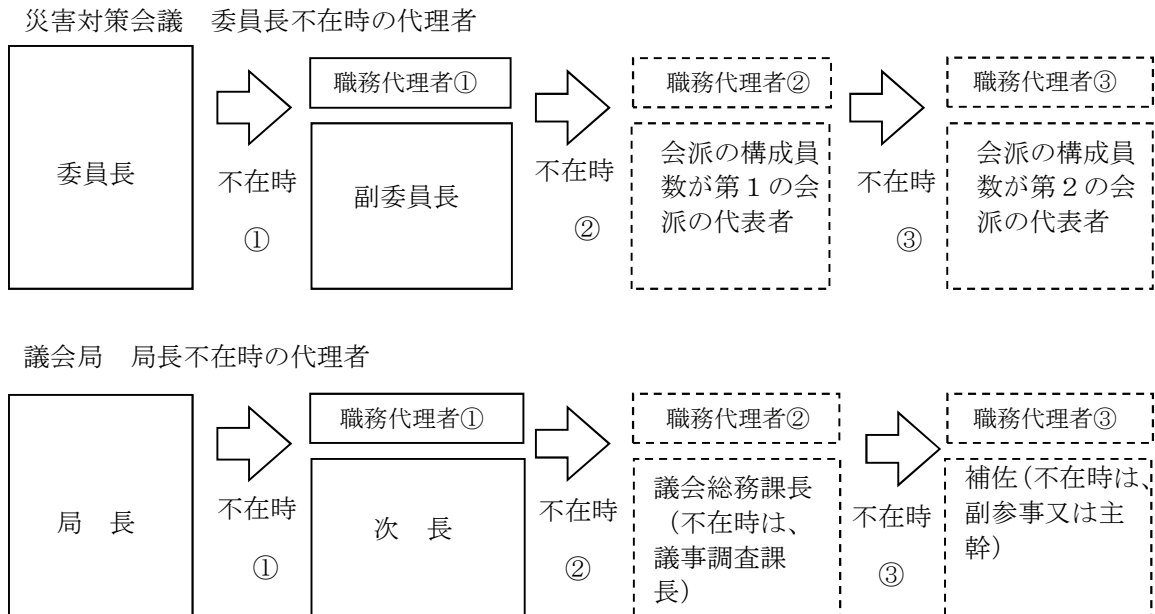 災害対策会議　委員長不在時の代理者
委員長
不在時
①
職務代理者①
副委員長
不在時
②
職務代理者②
会派の構成員
数が第１の会
派の代表者
不在時
③
職務代理者③
会派の構成員
数が第２の会
派の代表者
議会局　局長不在時の代理者
局　長
不在時
①
職務代理者①
次　長
不在時
②
職務代理者②
議会総務課長
（不在時は、
議事調査課
長）
不在時
③
職務代理者③
補佐（不在時は、
副参事又は主
幹）